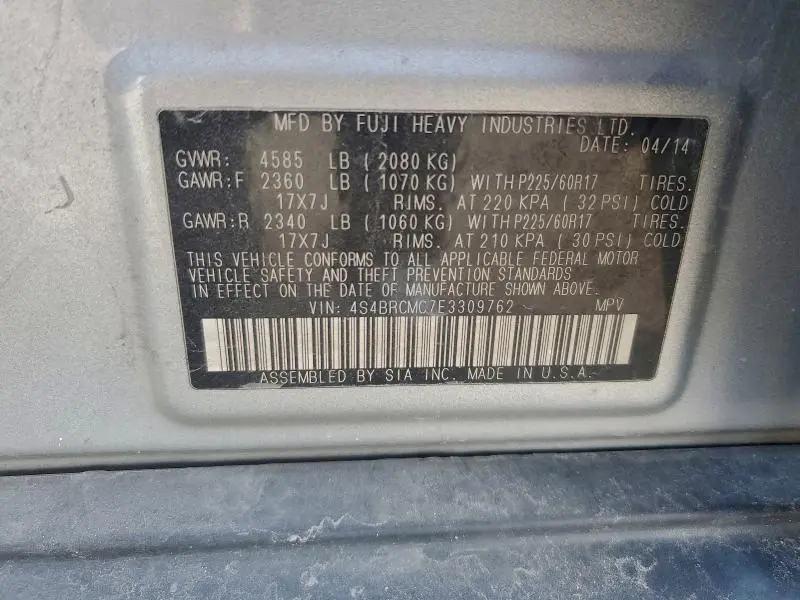 MFD BY FUJI HEAVY INDUSTRIES LTD.
DATE: 04/14
GVWR: 4585 LB (2080 KG)
GAWR:F 2360 LB (1070 KG) WITH P225/60R17 TIRES.
17X7J RIMS. AT 220 KPA (32 PSI) COLD
GAWR:R 2340 LB (1060 KG) WITH P225/60R17 TIRES.
17X7J RIMS. AT 210 KPA (30 PSI) COLD
THIS VEHICLE CONFORMS TO ALL APPLICABLE FEDERAL MOTOR
VEHICLE SAFETY AND THEFT PREVENTION STANDARDS
IN EFFECT ON THE DATE OF MANUFACTURE SHOWN ABOVE.
VIN: 4S4BRCMC7E3309762 MPV
ASSEMBLED BY SIA INC. MADE IN U.S.A.